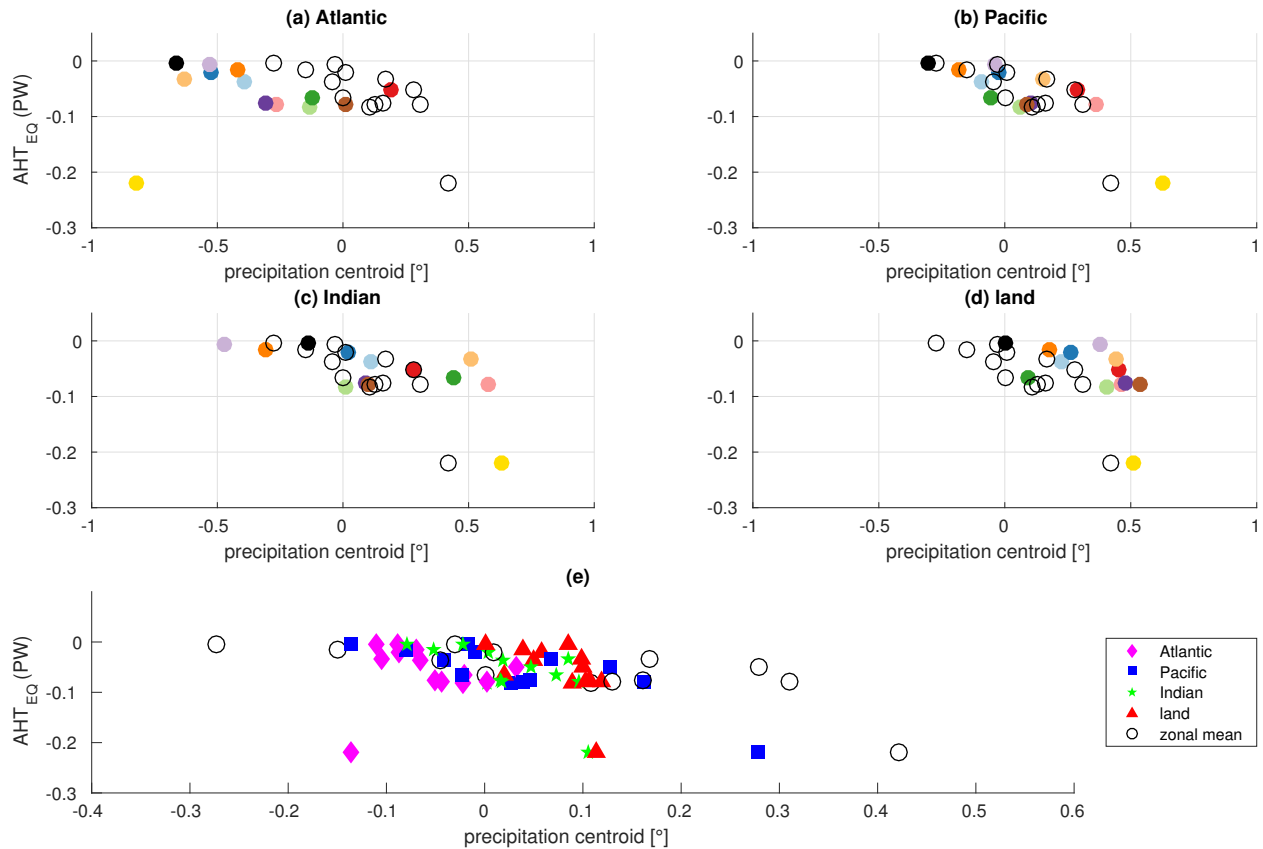 (a) Atlantic
0
-0.1
-0.2
-0.3
AHT_EQ (PW)
-1 -0.5 0 0.5 1
precipitation centroid [°]
(b) Pacific
0
-0.1
-0.2
-0.3
-1 -0.5 0 0.5 1
precipitation centroid [°]
(c) Indian
0
-0.1
-0.2
-0.3
-1 -0.5 0 0.5 1
precipitation centroid [°]
(d) land
0
-0.1
-0.2
-0.3
-1 -0.5 0 0.5 1
precipitation centroid [°]
(e)
0
-0.1
-0.2
-0.3
AHT_EQ (PW)
-0.4 -0.3 -0.2 -0.1 0 0.1 0.2 0.3 0.4 0.5 0.6
precipitation centroid [°]
Atlantic
Pacific
Indian
land
zonal mean